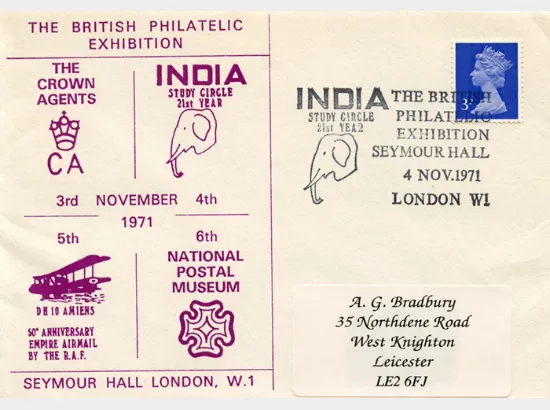 THE BRITISH PHILATELIC
EXHIBITION
THE
CROWN
AGENTS
CA
INDIA
STUDY CIRCLE
21st YEAR
3rd NOVEMBER 4th
1971
5th
DH 10 AMIENS
50th ANNIVERSARY
EMPIRE AIRMAIL
BY THE R.A.F.
6th
NATIONAL
POSTAL
MUSEUM
SEYMOUR HALL LONDON, W.1
INDIA
STUDY CIRCLE
21st YEAR
THE BRITISH
PHILATELIC
EXHIBITION
SEYMOUR HALL
4 NOV.1971
LONDON W1
3
A. G. Bradbury
35 Northdene Road
West Knighton
Leicester
LE2 6FJ